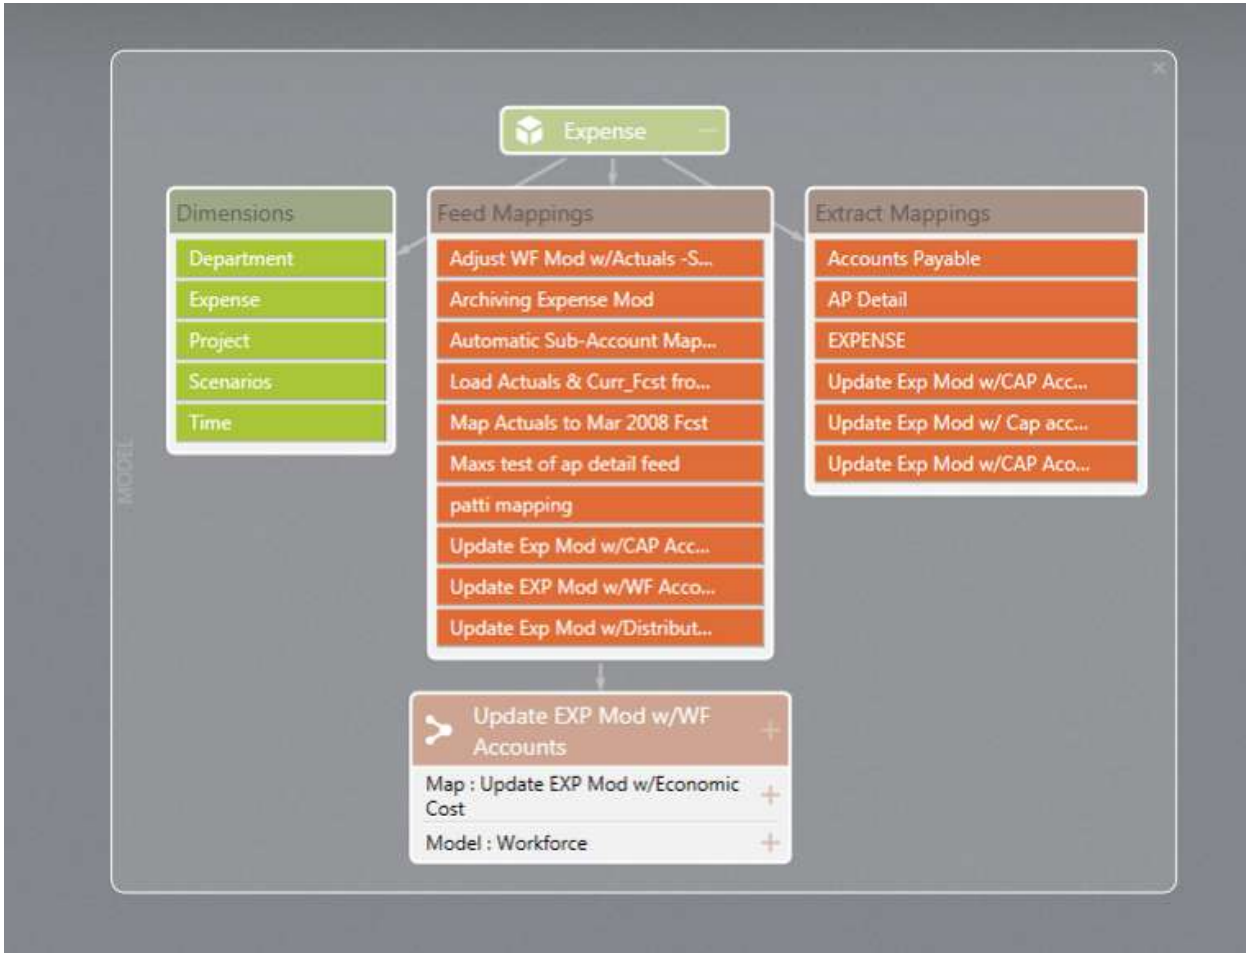 Expense
Dimensions
Department
Expense
Project
Scenarios
Time
Feed Mappings
Adjust WF Mod w/Actuals -S...
Archiving Expense Mod
Automatic Sub-Account Map...
Load Actuals & Curr_Fcst fro...
Map Actuals to Mar 2008 Fcst
Maxs test of ap detail feed
patti mapping
Update Exp Mod w/CAP Acc...
Update EXP Mod w/WF Acco...
Update Exp Mod w/Distribut...
Extract Mappings
Accounts Payable
AP Detail
EXPENSE
Update Exp Mod w/CAP Acc...
Update Exp Mod w/ Cap acc...
Update Exp Mod w/CAP Aco...
MODEL
Update EXP Mod w/WF
Accounts
Map : Update EXP Mod w/Economic
Cost
Model : Workforce